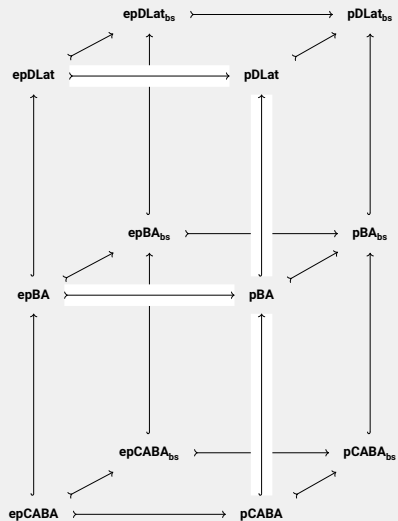 epDLat_bs pDLat_bs
epDLat pDLat
epBA_bs pBA_bs
epBA pBA
epCABA_bs pCABA_bs
epCABA pCABA